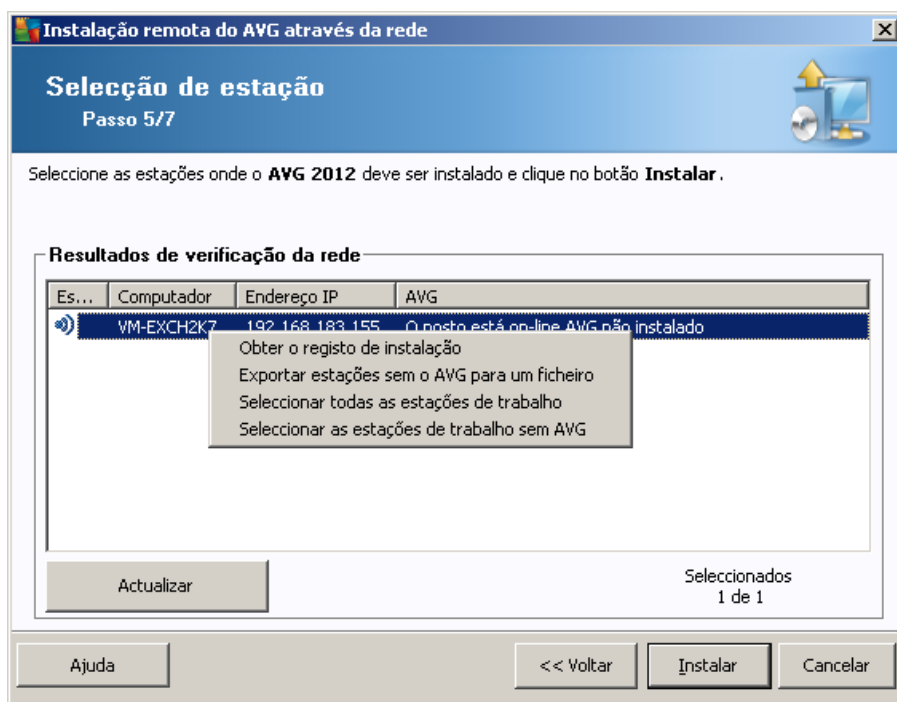 Instalação remota do AVG através da rede
Selecção de estação
Passo 5/7
Seleccione as estações onde o AVG 2012 deve ser instalado e clique no botão Instalar.
Resultados de verificação da rede
Es... Computador Endereço IP AVG
VM-EXCH2K7 192.168.183.155 O posto está on-line AVG não instalado
Obter o registo de instalação
Exportar estações sem o AVG para um ficheiro
Seleccionar todas as estações de trabalho
Seleccionar as estações de trabalho sem AVG
Actualizar
Seleccionados
1 de 1
Ajuda << Voltar Instalar Cancelar